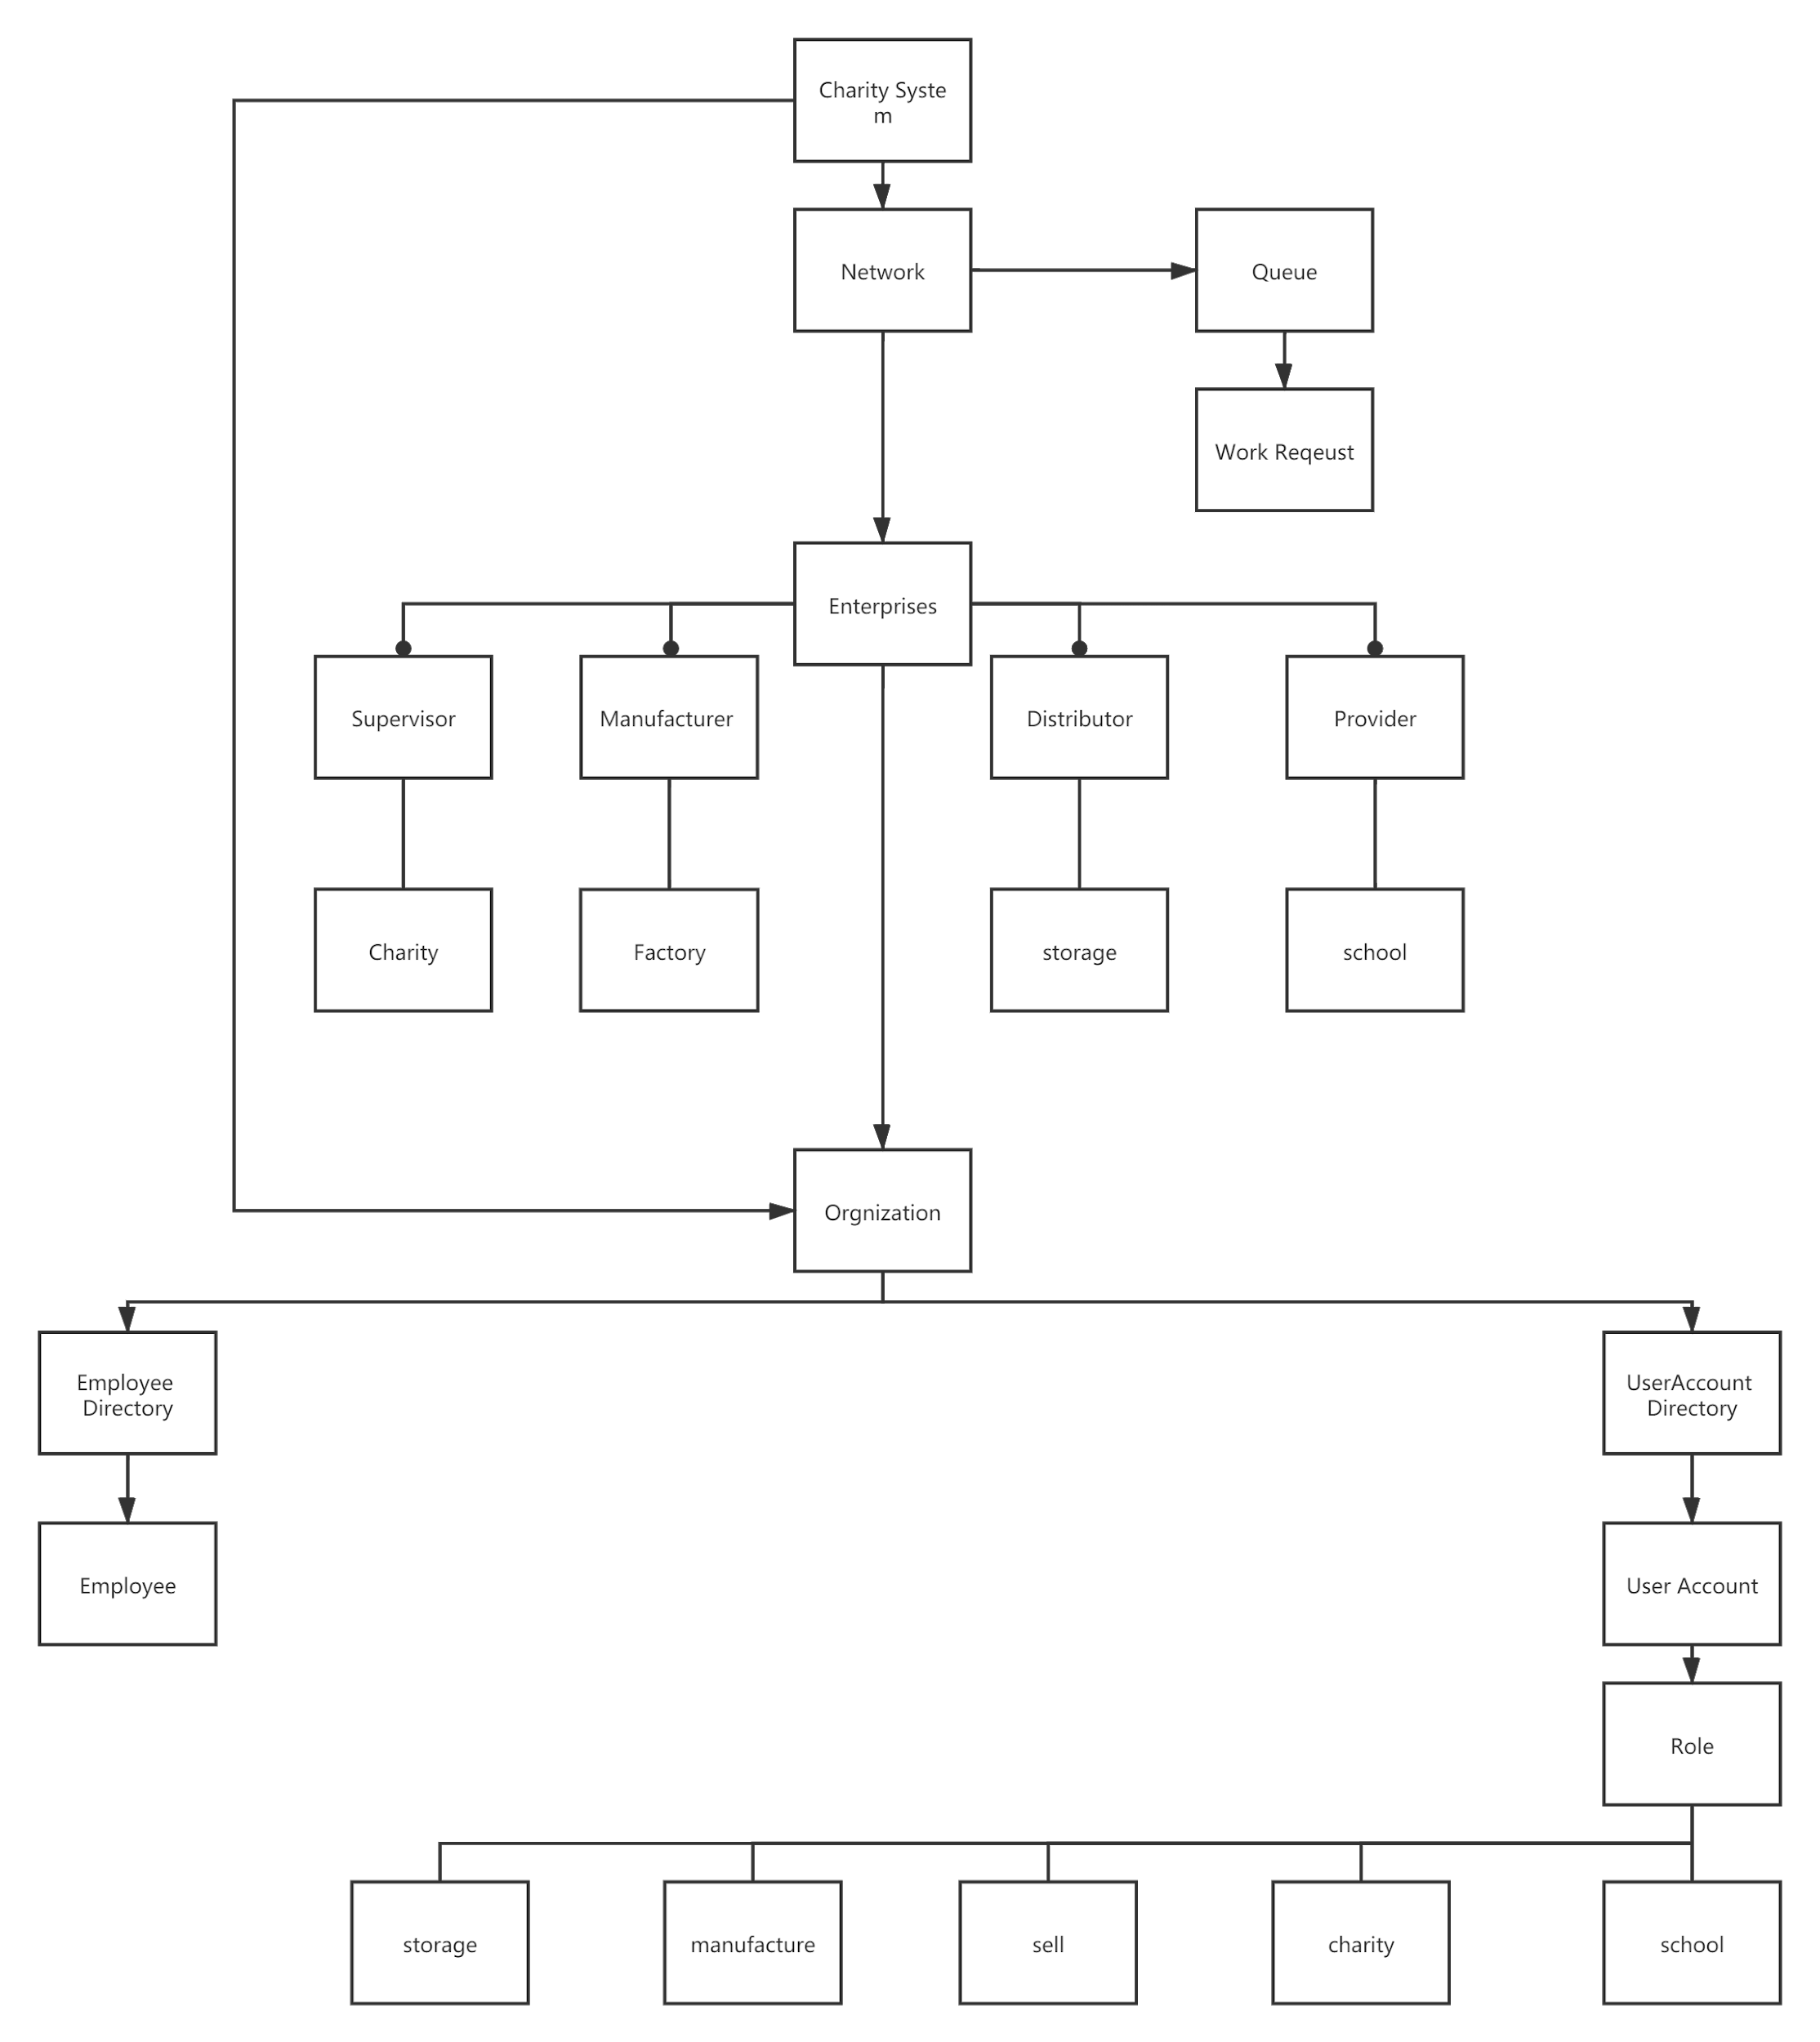 Charity Syste
m
Network
Queue
Work Reqeust
Enterprises
Supervisor
Manufacturer
Distributor
Provider
Charity
Factory
storage
school
Orgnization
Employee
Directory
UserAccount
Directory
Employee
User Account
Role
storage
manufacture
sell
charity
school